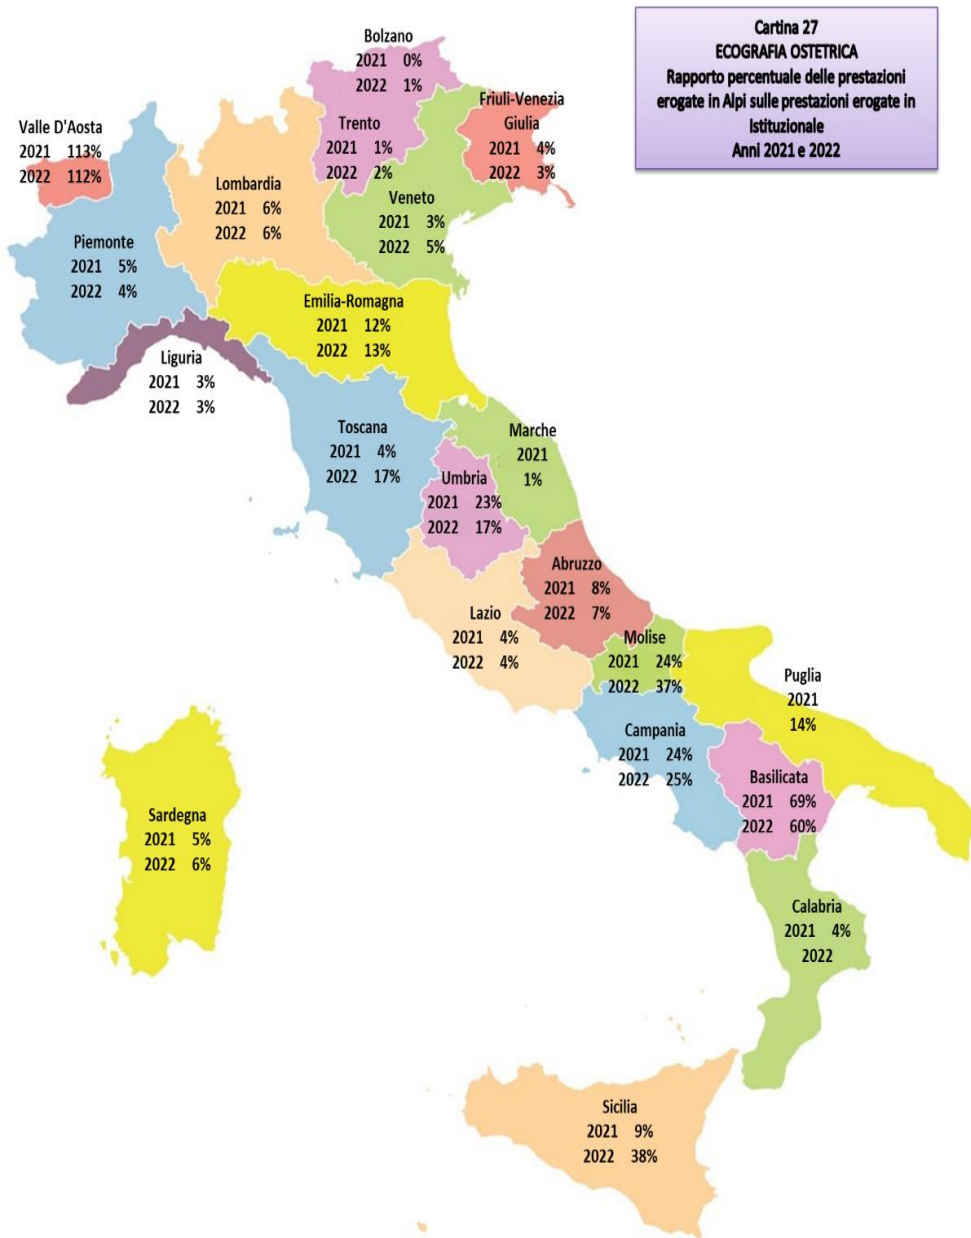 Cartina 27
ECOGRAFIA OSTETRICA
Rapporto percentuale delle prestazioni
erogate in Alpi sulle prestazioni erogate in
Istituzionale
Anni 2021 e 2022
Bolzano
2021 0%
2022 1%
Friuli-Venezia
Giulia
2021 4%
2022 3%
Valle D'Aosta
2021 113%
2022 112%
Trento
2021 1%
2022 2%
Lombardia
2021 6%
2022 6%
Veneto
2021 3%
2022 5%
Piemonte
2021 5%
2022 4%
Emilia-Romagna
2021 12%
2022 13%
Liguria
2021 3%
2022 3%
Toscana
2021 4%
2022 17%
Marche
2021
1%
Umbria
2021 23%
2022 17%
Abruzzo
2021 8%
2022 7%
Lazio
2021 4%
2022 4%
Molise
2021 24%
2022 37%
Puglia
2021
14%
Campania
2021 24%
2022 25%
Basilicata
2021 69%
2022 60%
Sardegna
2021 5%
2022 6%
Calabria
2021 4%
2022
Sicilia
2021 9%
2022 38%